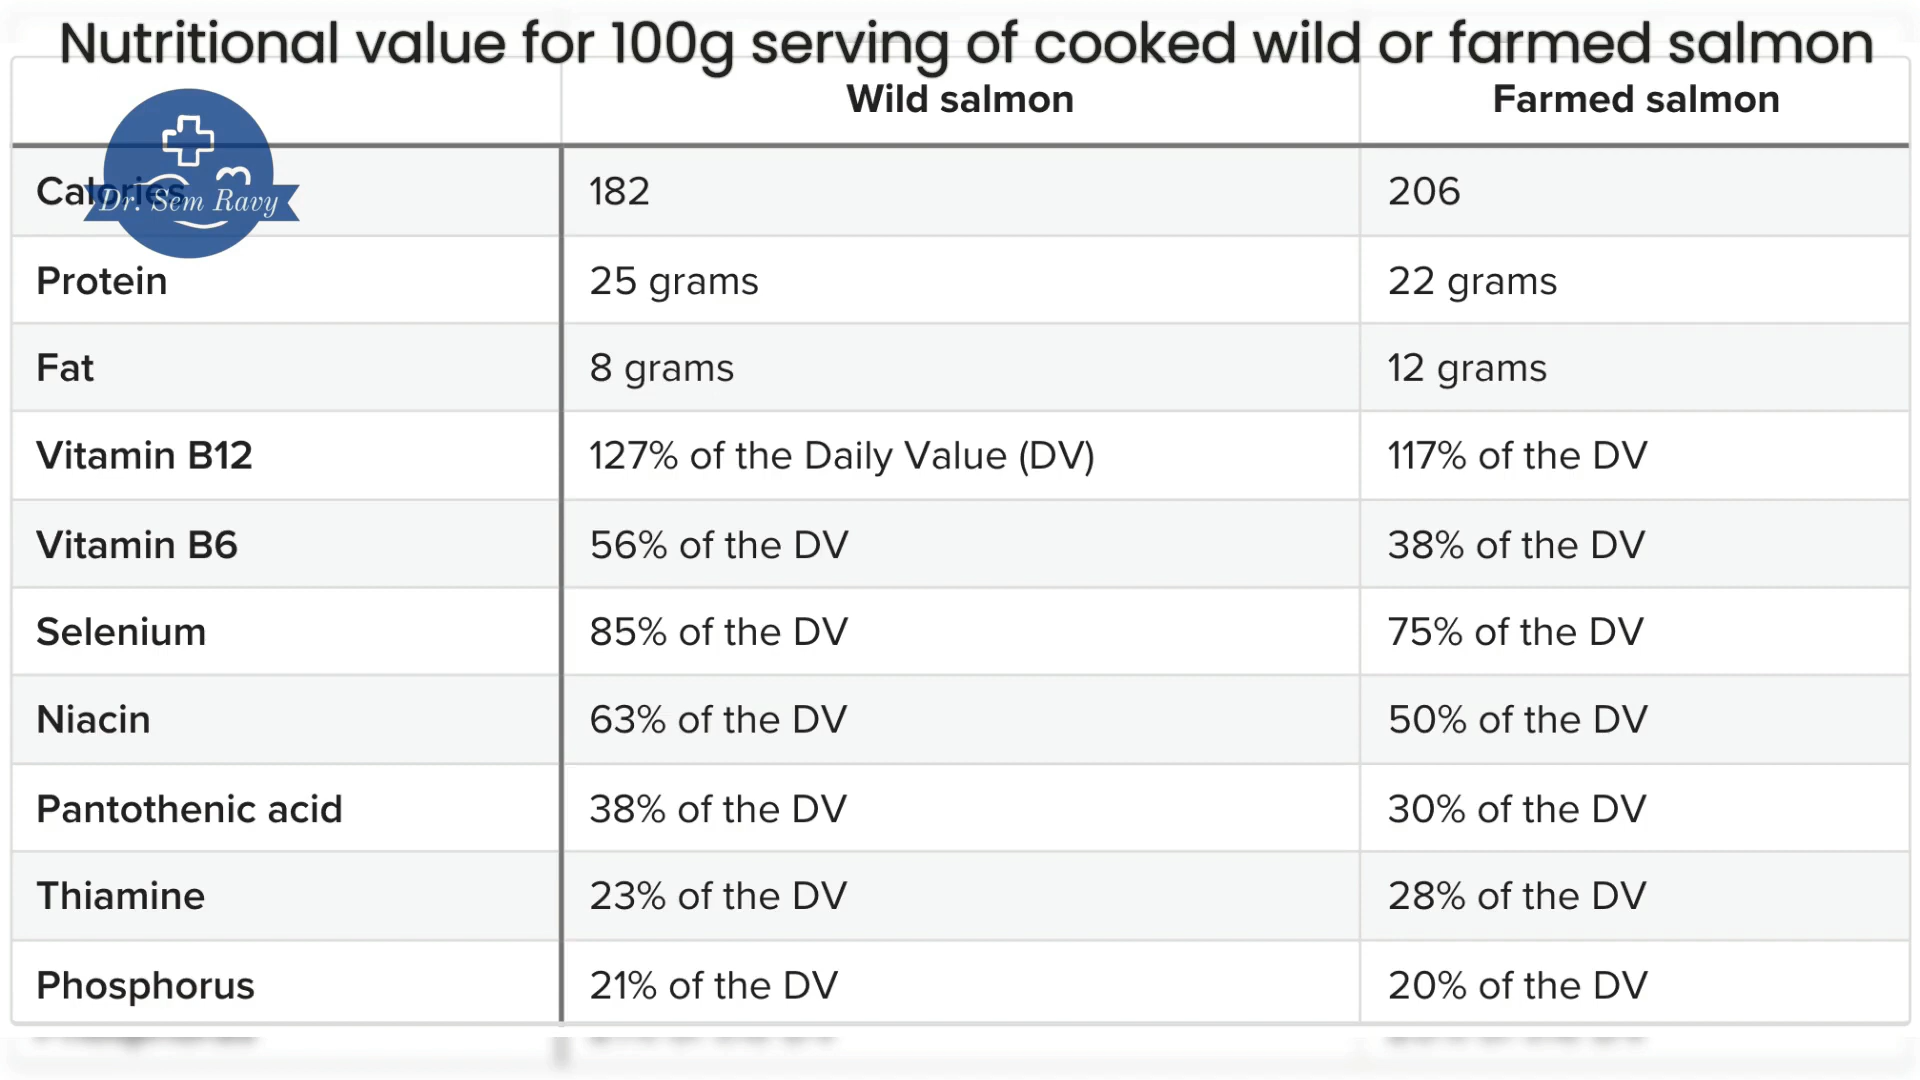 Nutritional value for 100g serving of cooked wild or farmed salmon
Wild salmon Farmed salmon
Calories 182 206
Dr. Sem Ravy
Protein 25 grams 22 grams
Fat 8 grams 12 grams
Vitamin B12 127% of the Daily Value (DV) 117% of the DV
Vitamin B6 56% of the DV 38% of the DV
Selenium 85% of the DV 75% of the DV
Niacin 63% of the DV 50% of the DV
Pantothenic acid 38% of the DV 30% of the DV
Thiamine 23% of the DV 28% of the DV
Phosphorus 21% of the DV 20% of the DV